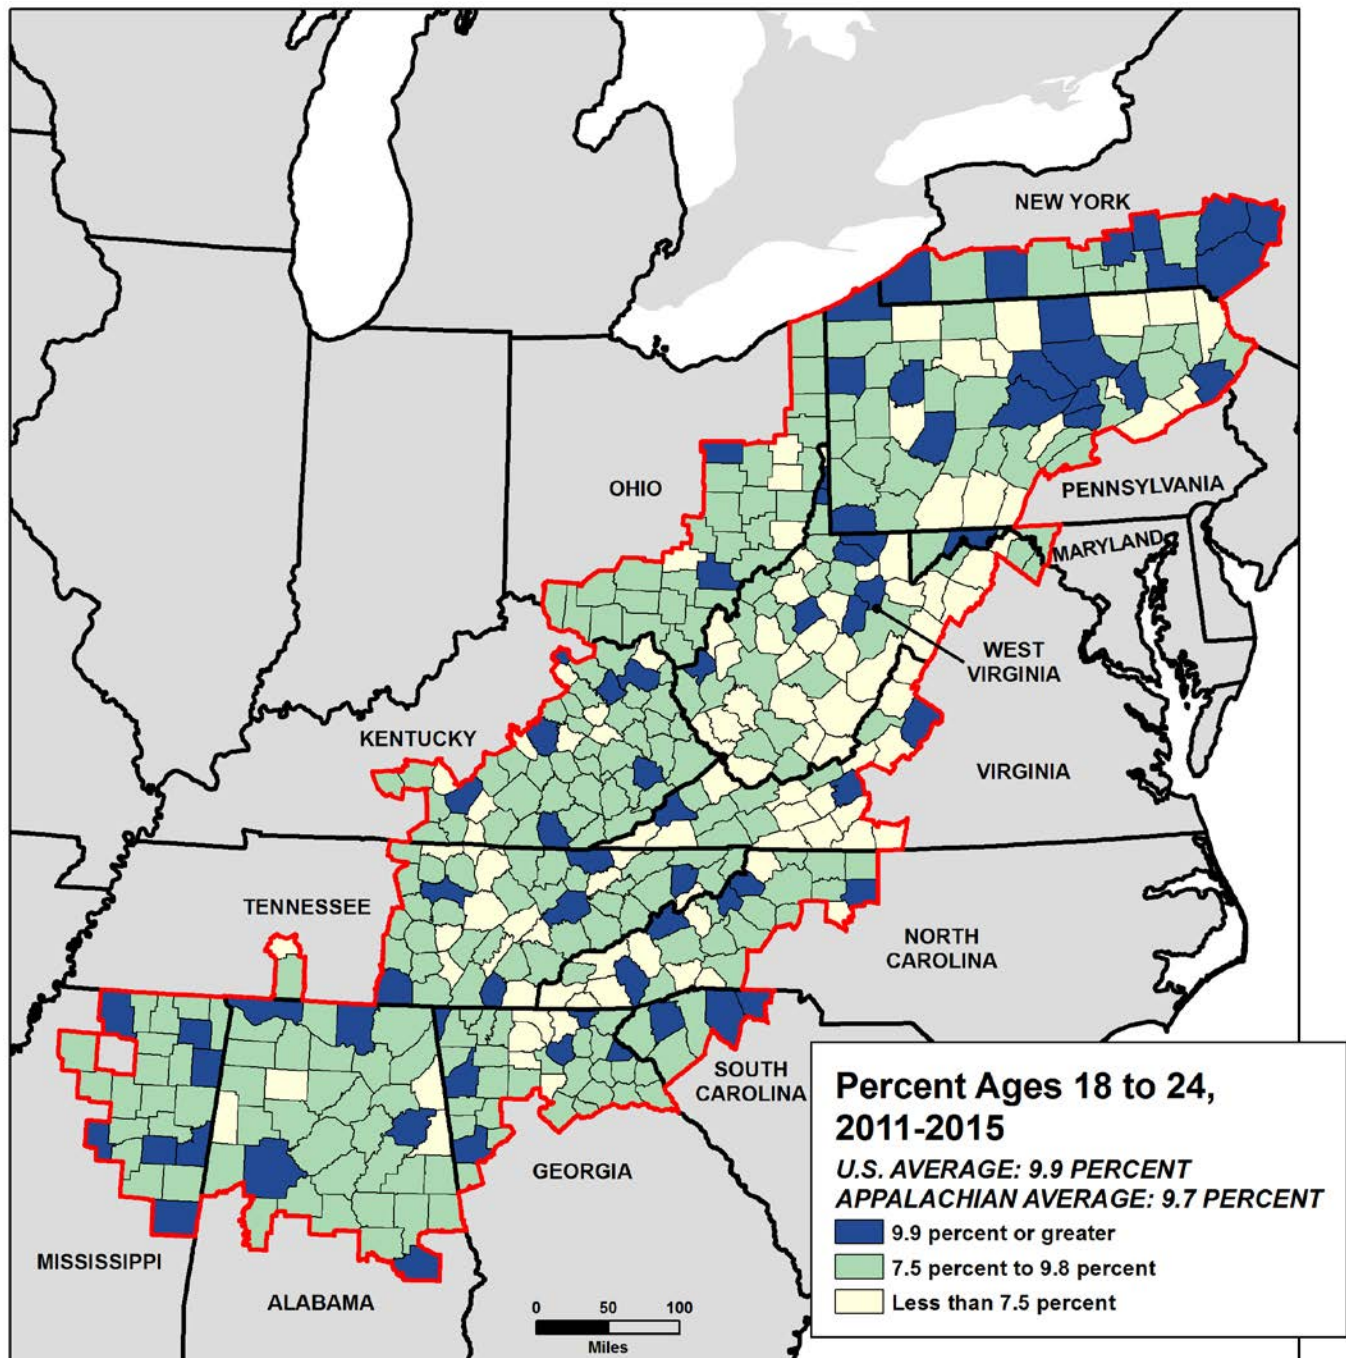 NEW YORK
OHIO
PENNSYLVANIA
MARYLAND
WEST
VIRGINIA
KENTUCKY
VIRGINIA
TENNESSEE
NORTH
CAROLINA
SOUTH
CAROLINA
GEORGIA
MISSISSIPPI
ALABAMA
0 50 100
Miles
Percent Ages 18 to 24,
2011-2015
U.S. AVERAGE: 9.9 PERCENT
APPALACHIAN AVERAGE: 9.7 PERCENT
9.9 percent or greater
7.5 percent to 9.8 percent
Less than 7.5 percent